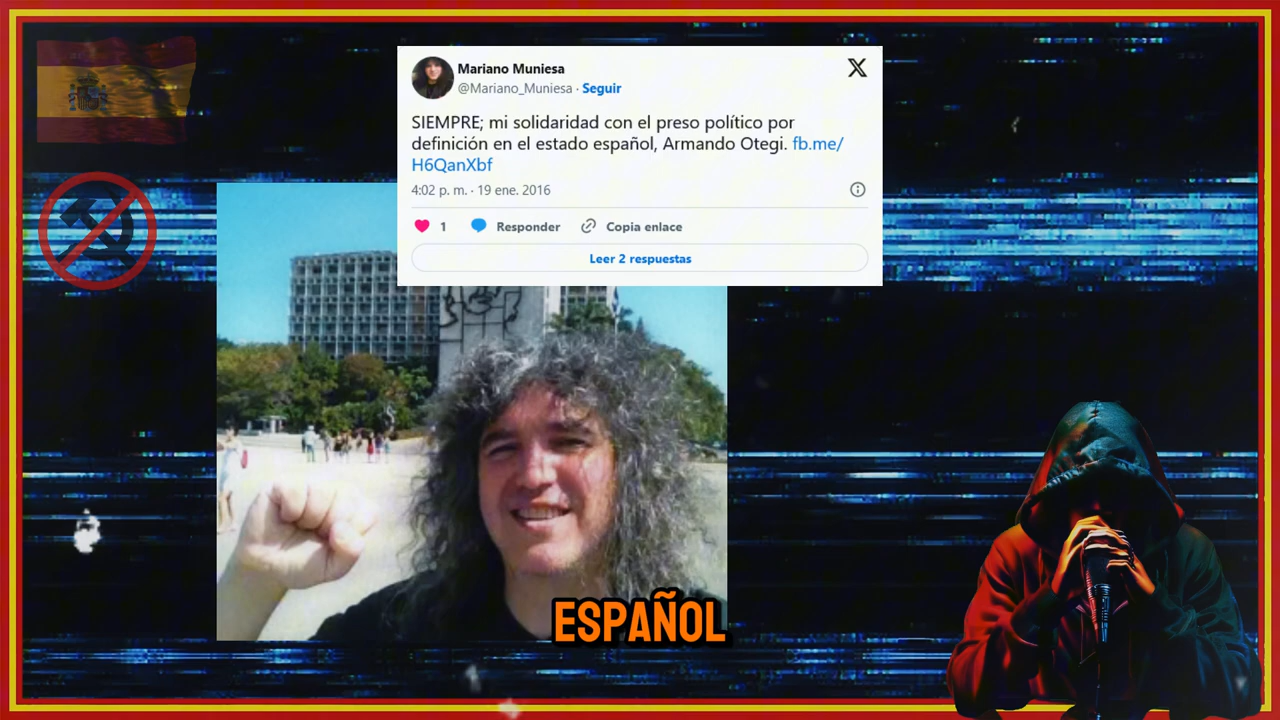 Mariano Muniesa
@Mariano_Muniesa · Seguir
SIEMPRE; mi solidaridad con el preso político por
definición en el estado español, Armando Otegi. fb.me/
H6QanXbf
4:02 p. m. · 19 ene. 2016
1 Responder Copia enlace
Leer 2 respuestas
ESPAÑOL